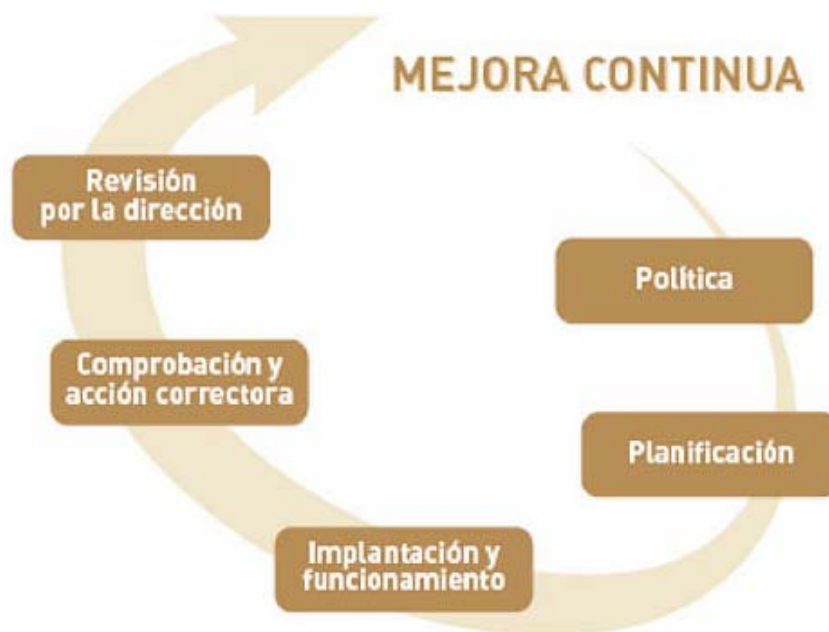 MEJORA CONTINUA
Revisión
por la dirección
Política
Comprobación y
acción correctora
Planificación
Implantación y
funcionamiento